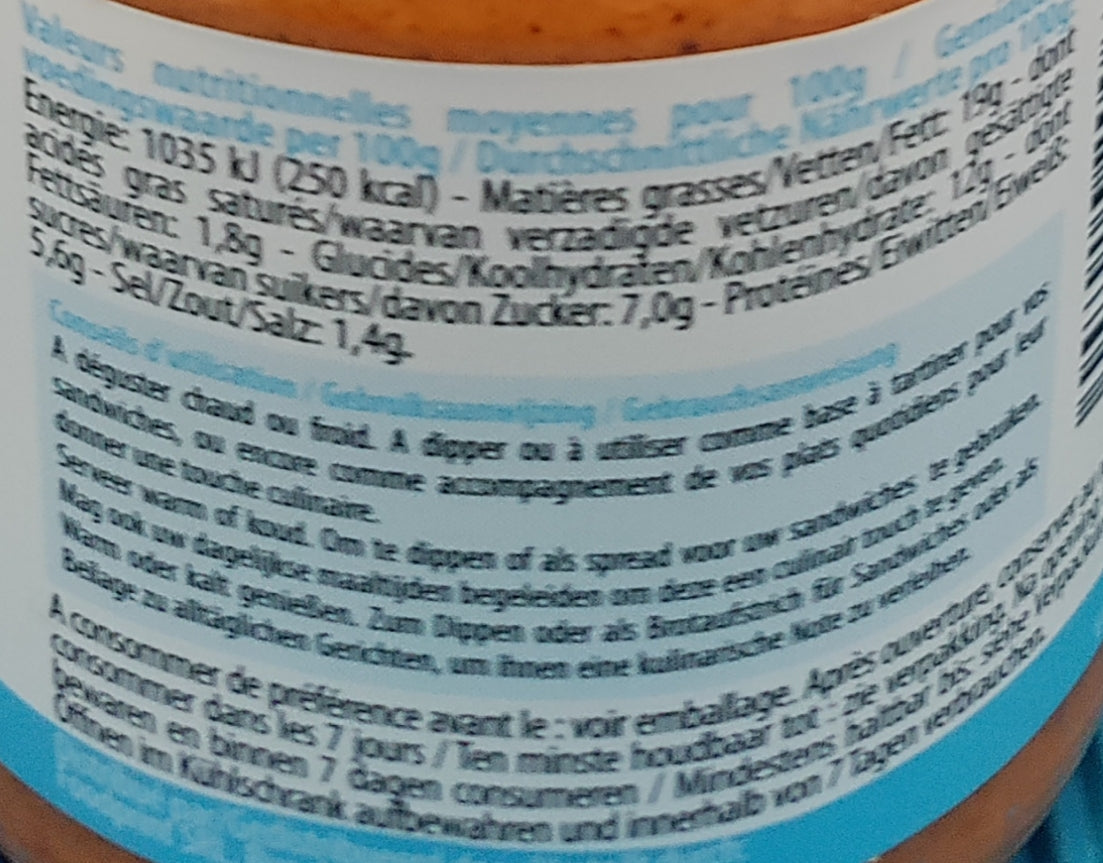 Valeurs nutritionnelles moyennes pour 100g /
voedingswaarde per 100g / Durchschnittliche Nährwerte pro 100g
Energie: 1035 kJ (250 kcal) - Matières grasses/Vetten/Fett: 19g - dont
acides gras saturés/waarvan verzadigde vetzuren/davon gesättigte
Fettsäuren: 1,8g - Glucides/Koolhydraten/Kohlenhydrate: 12g - dont
sucres/waarvan suikers/davon Zucker: 7,0g - Protéines/Eiwitten/Eiweiß:
5,6g - Sel/Zout/Salz: 1,4g.
Conseils d'utilisation / Gebruiksaanwijzing / Gebrauchsanweisung
A déguster chaud ou froid. A dipper ou à utiliser comme base à tartiner pour vos
sandwiches, ou encore comme accompagnement de vos plats quotidiens pour leur
donner une touche culinaire.
Serveer warm of koud. Om te dippen of als spread voor uw sandwiches te gebruiken.
Mag ook uw dagelijkse maaltijden begeleiden om deze een culinair touch te geven.
Warm oder kalt genießen. Zum Dippen oder als Brotaufstrich für Sandwiches oder als
Beilage zu alltäglichen Gerichten, um ihnen eine kulinarische Note zu verleihen.
A consommer de préférence avant le : voir emballage. Après ouverture, conserver au
consommer dans les 7 jours / Ten minste houdbaar tot : zie verpakking. Na
bewaren en binnen 7 dagen consumeren / Mindestens haltbar bis: siehe
Öffnen im Kühlschrank aufbewahren und innerhalb von 7 Tagen verbrauchen.